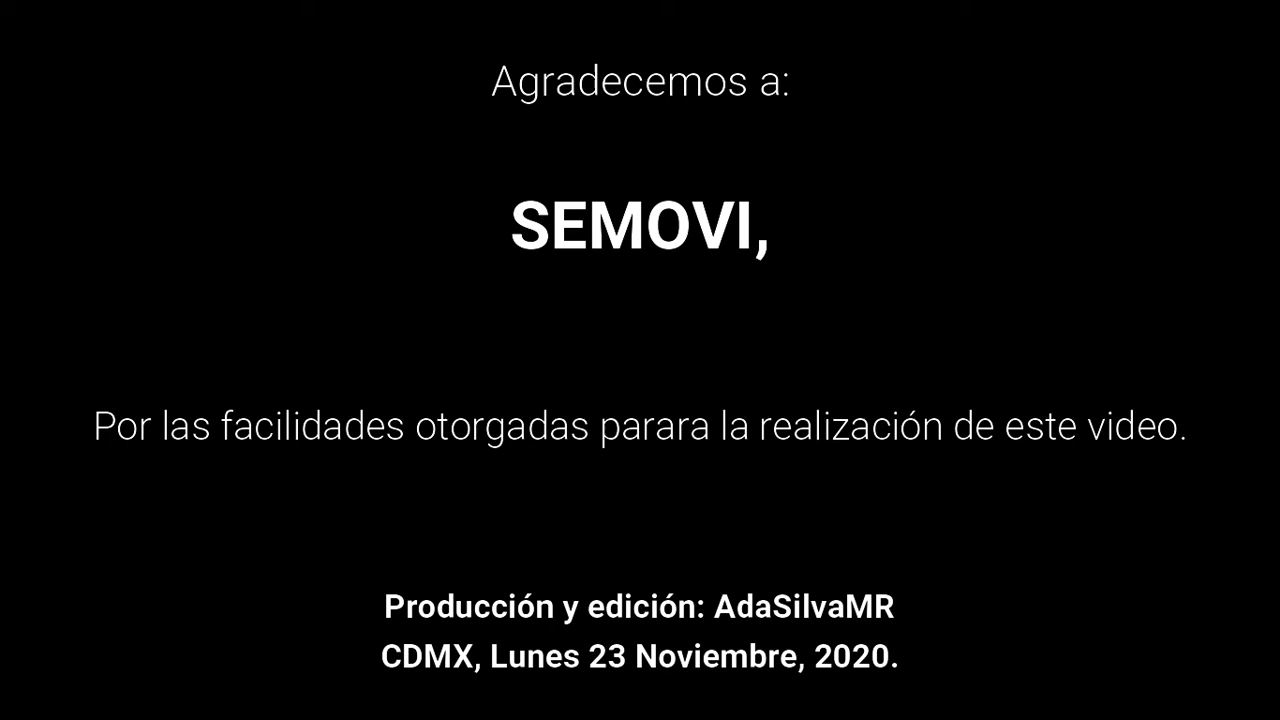 Agradecemos a:
SEMOVI,
Por las facilidades otorgadas parara la realización de este video.
Producción y edición: AdaSilvaMR
CDMX, Lunes 23 Noviembre, 2020.